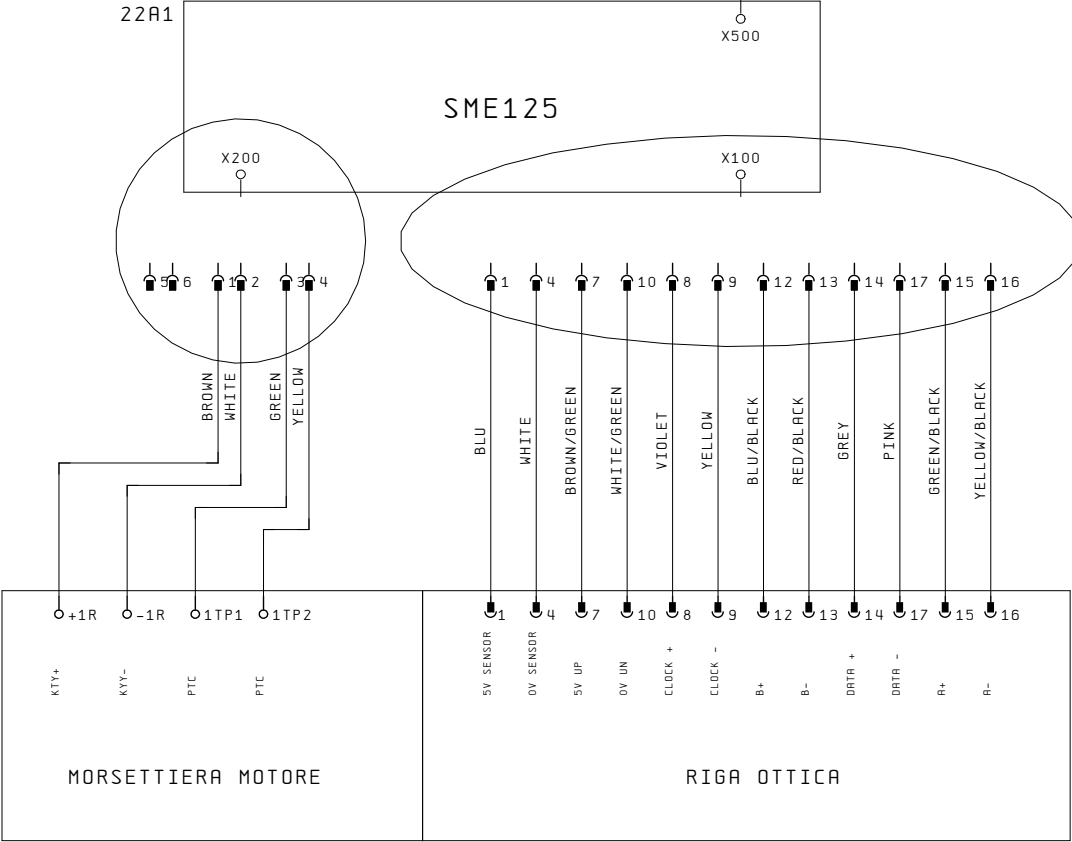 22A1
X500
SME125
X200
X100
5 6 1 2 3 4
1 4 7 10 8 9 12 13 14 17 15 16
BROWN
WHITE
GREEN
YELLOW
BLU
WHITE
BROWN/GREEN
WHITE/GREEN
VIOLET
YELLOW
BLU/BLACK
RED/BLACK
GREY
PINK
GREEN/BLACK
YELLOW/BLACK
+1R -1R 1TP1 1TP2
1 4 7 10 8 9 12 13 14 17 15 16
KTY+
KYY-
PTC
PTC
5V SENSOR
0V SENSOR
5V UP
0V UN
CLOCK +
CLOCK -
B+
B-
DATA +
DATA -
A+
A-
MORSETTIERA MOTORE
RIGA OTTICA